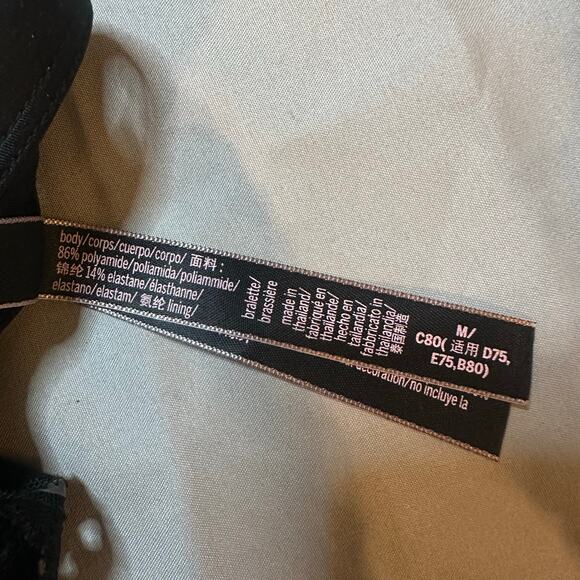 body/corps/cuerpo/corpo/ 面料：
86% polyamide/poliamida/poliammide/
锦纶 14% elastane/élasthanne/
elastano/elastam/ 氨纶 lining/
bralette/
brassière
made in
thailand/
fabriqué en
thaïlande/
hecho en
tailandia/
fabbricato in
thailandia/
泰国制造
M/
C80( 适用 D75,
E75,B80)
decoration/no incluye la